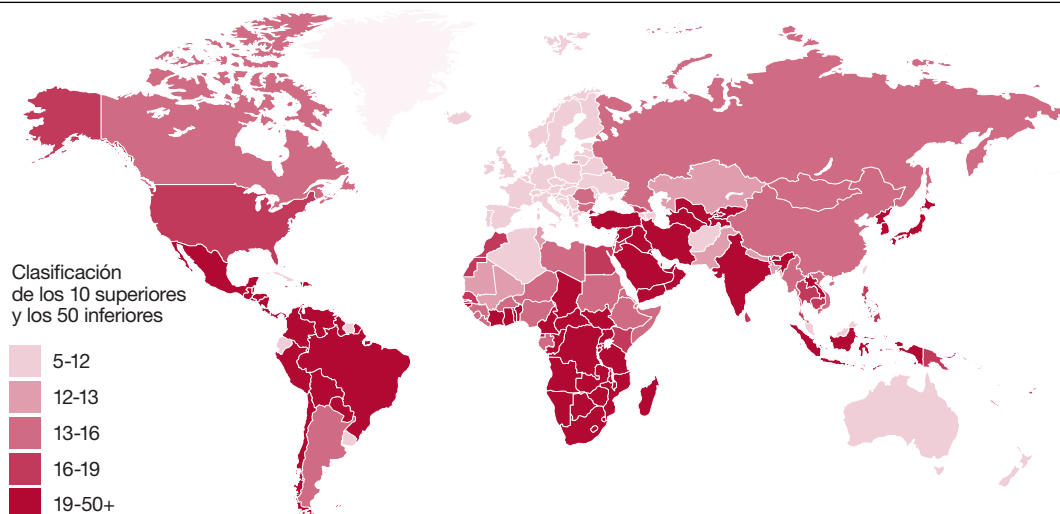 Clasificación
de los 10 superiores
y los 50 inferiores
5-12
12-13
13-16
16-19
19-50+